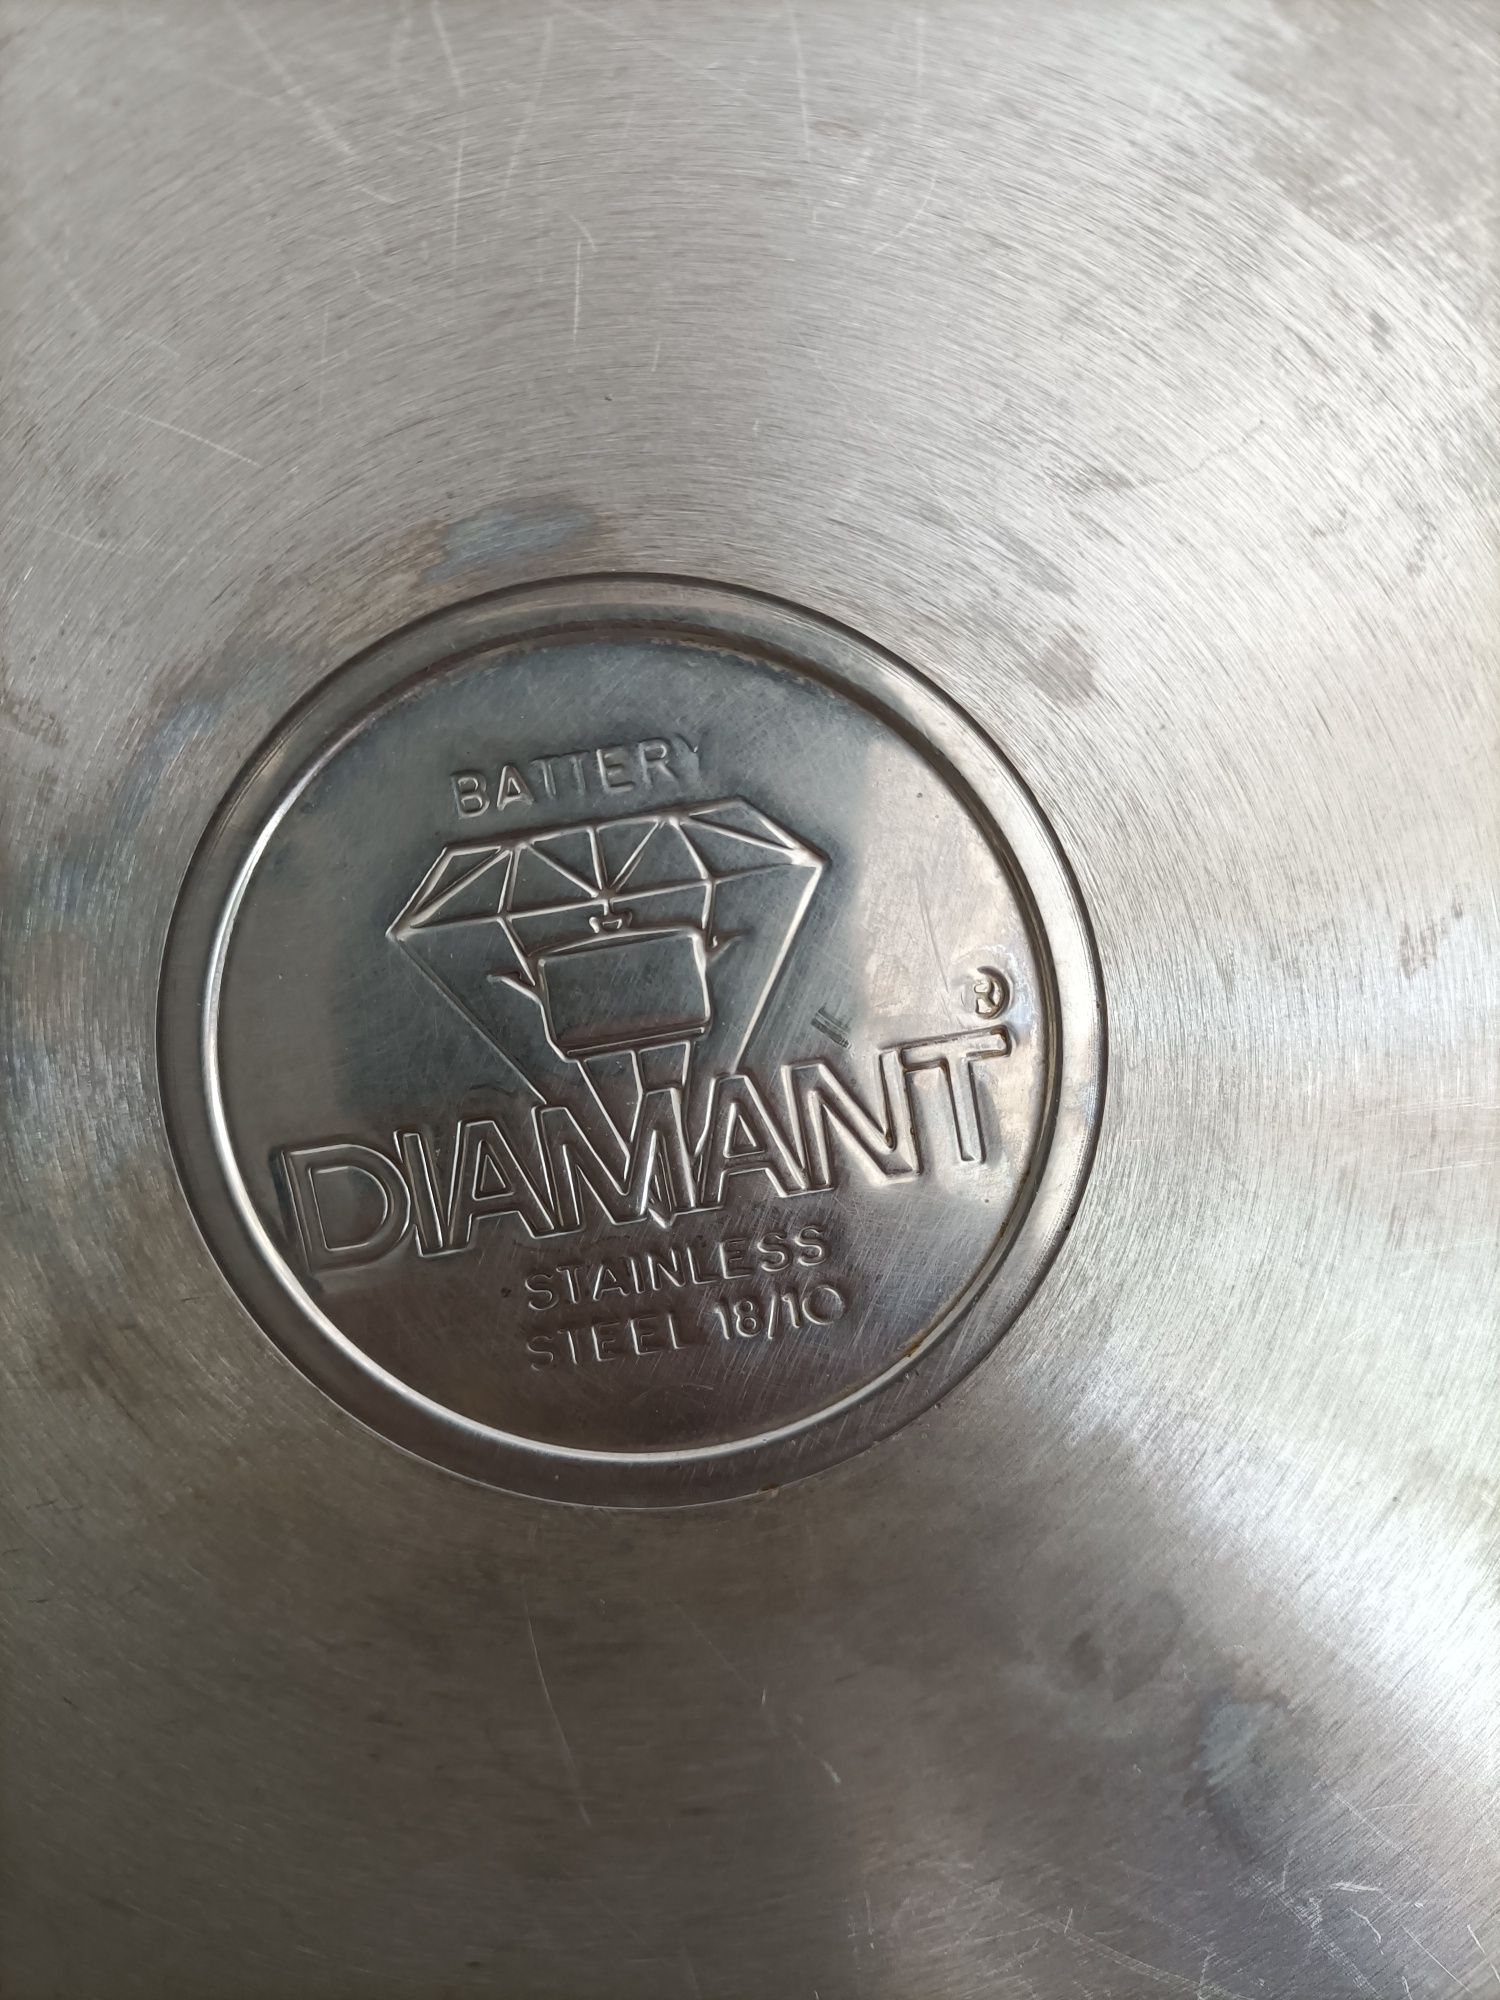 BATTERY
DIAMANT®
STAINLESS
STEEL 18/10